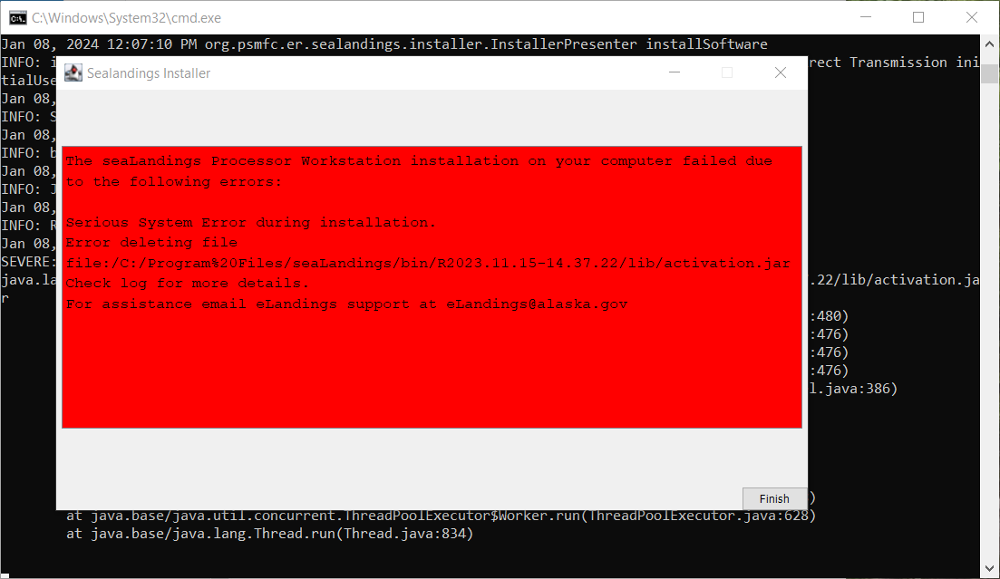 C:\Windows\System32\cmd.exe
Jan 08, 2024 12:07:10 PM org.psmfc.er.sealandings.installer.InstallerPresenter installSoftware
INFO: i
rect Transmission ini
tialUse
Jan 08,
INFO: S
Jan 08,
INFO: b
Jan 08,
INFO: J
Jan 08,
INFO: R
Jan 08,
SEVERE:
java.la
.22/lib/activation.ja
r
:480)
:476)
:476)
:476)
l.java:386)
)
at java.base/java.util.concurrent.ThreadPoolExecutor$Worker.run(ThreadPoolExecutor.java:628)
at java.base/java.lang.Thread.run(Thread.java:834)
Sealandings Installer
The seaLandings Processor Workstation installation on your computer failed due
to the following errors:
Serious System Error during installation.
Error deleting file
file:/C:/Program%20Files/seaLandings/bin/R2023.11.15-14.37.22/lib/activation.jar
Check log for more details.
For assistance email eLandings support at eLandings@alaska.gov
Finish